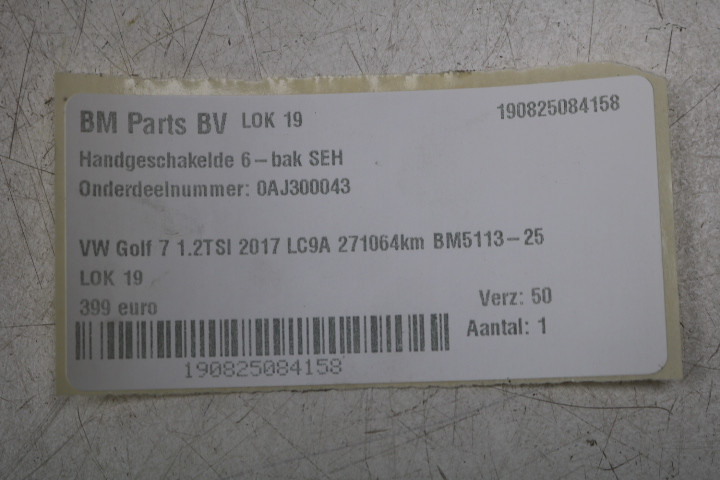 BM Parts BV LOK 19 190825084158
Handgeschakelde 6-bak SEH
Onderdeelnummer: 0AJ300043
VW Golf 7 1.2TSI 2017 LC9A 271064km BM5113-25
LOK 19
399 euro Verz: 50
Aantal: 1
190825084158